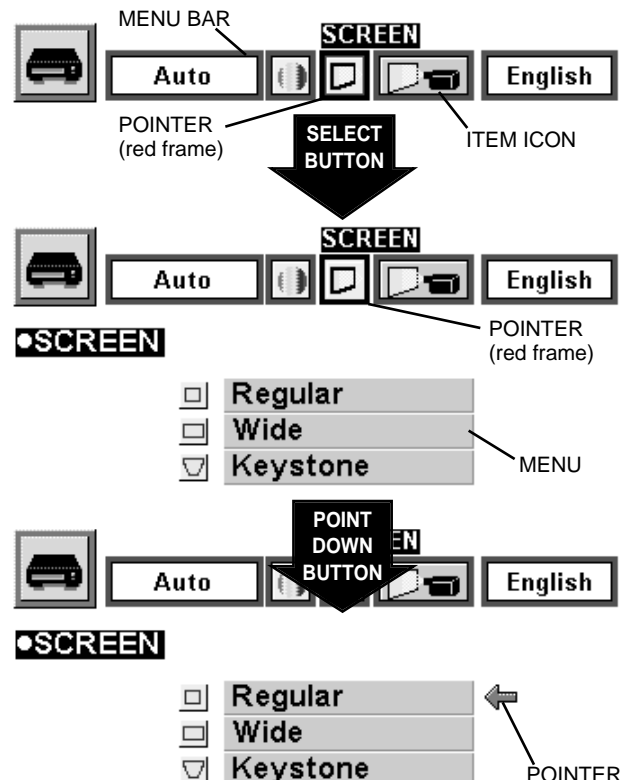 MENU BAR
SCREEN
Auto
English
POINTER
(red frame)
SELECT
BUTTON
ITEM ICON
SCREEN
Auto
English
POINTER
(red frame)
●SCREEN
Regular
Wide
Keystone
MENU
POINT
DOWN
BUTTON
EN
Auto
English
●SCREEN
Regular
Wide
Keystone
POINTER